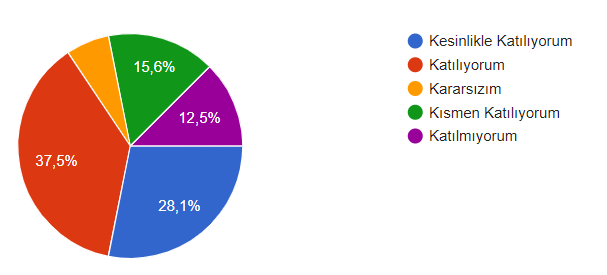 Kesinlikle Katılıyorum
Katılıyorum
Kararsızım
Kısmen Katılıyorum
Katılmıyorum
15,6%
12,5%
37,5%
28,1%